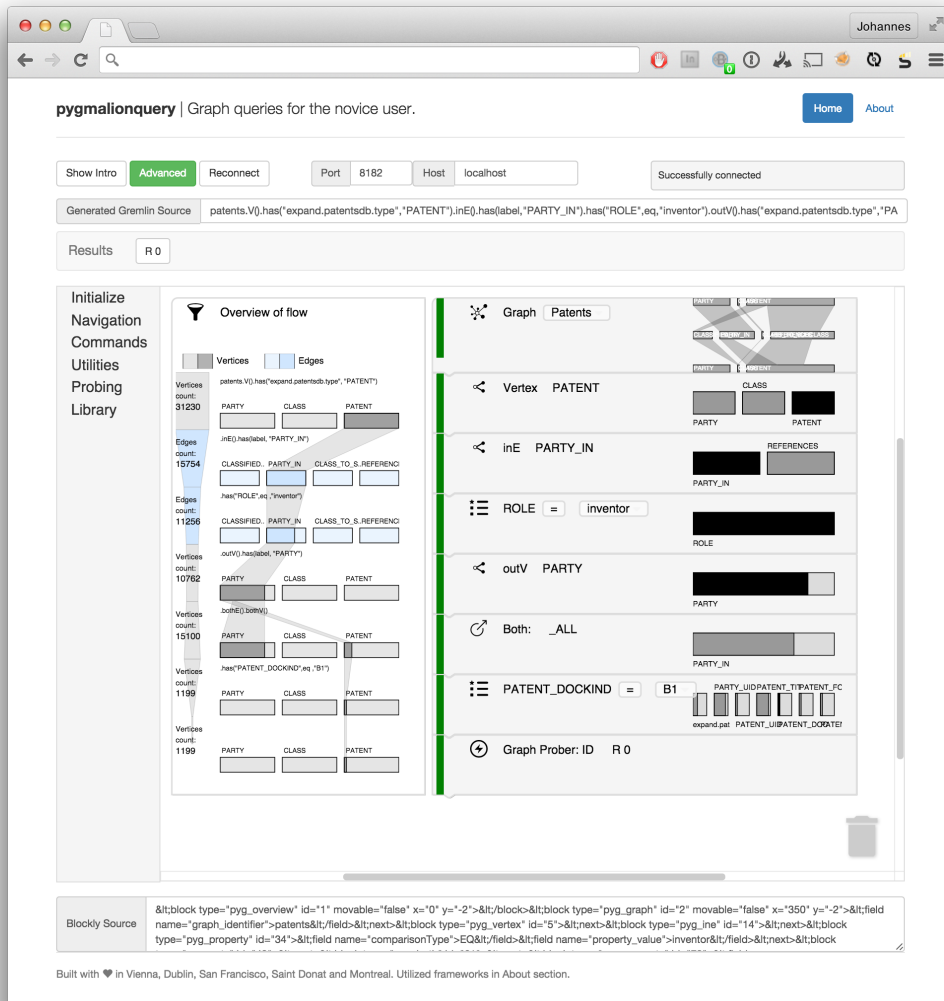 Johannes
pygmalionquery | Graph queries for the novice user.
Home
About
Show Intro
Advanced
Reconnect
Port 8182
Host localhost
Successfully connected
Generated Gremlin Source
patents.V().has("expand.patentsdb.type","PATENT").inE().has(label,"PARTY_IN").has("ROLE",eq,"inventor").outV().has("expand.patentsdb.type","PA
Results
R 0
Initialize
Navigation
Commands
Utilities
Probing
Library
Overview of flow
Vertices
Edges
Vertices
count:
31230
patents.V().has("expand.patentsdb.type", "PATENT")
PARTY CLASS PATENT
Edges
count:
15754
.inE().has(label, "PARTY_IN")
CLASSIFIED.. PARTY_IN CLASS_TO_S..REFERENCI
Edges
count:
11256
.has("ROLE",eq ,"inventor")
CLASSIFIED.. PARTY_IN CLASS_TO_S..REFERENCI
Vertices
count:
10762
.outV().has(label, "PARTY")
PARTY CLASS PATENT
Vertices
count:
15100
.bothE().bothV()
PARTY CLASS PATENT
Vertices
count:
1199
.has("PATENT_DOCKIND",eq ,"B1")
PARTY CLASS PATENT
Vertices
count:
1199
PARTY CLASS PATENT
Graph Patents
PARTY
PARTY
Vertex PATENT
CLASS
PARTY PATENT
inE PARTY_IN
REFERENCES
PARTY_IN
ROLE = inventor
ROLE
outV PARTY
PARTY
Both: _ALL
PARTY_IN
PATENT_DOCKIND = B1
PARTY_UID PATENT_TIT PATENT_FC
expand.pat PATENT_UID
Graph Prober: ID R 0
Blockly Source
&lt;block type="pyg_overview" id="1" movable="false" x="0" y="-2"&gt;&lt;/block&gt;&lt;block type="pyg_graph" id="2" movable="false" x="350" y="-2"&gt;&lt;field
name="graph_identifier"&gt;patents&lt;/field&gt;&lt;next&gt;&lt;block type="pyg_vertex" id="5"&gt;&lt;next&gt;&lt;block type="pyg_ine" id="14"&gt;&lt;next&gt;&lt;block
type="pyg_property" id="34"&gt;&lt;field name="comparisonType"&gt;EQ&lt;/field&gt;&lt;field name="property_value"&gt;inventor&lt;/field&gt;&lt;next&gt;&lt;block
Built with ♥ in Vienna, Dublin, San Francisco, Saint Donat and Montreal. Utilized frameworks in About section.